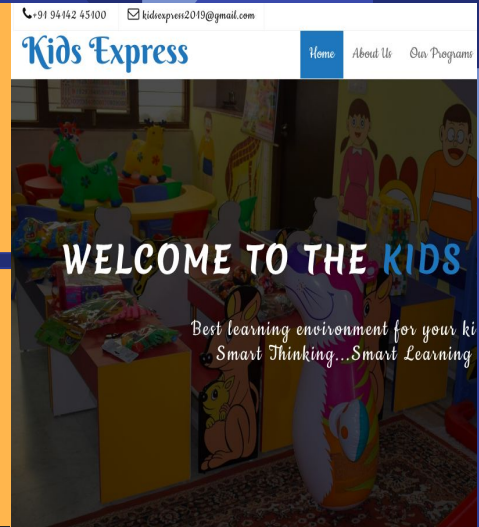 +91 94142 45100 kidsexpress2019@gmail.com
Kids Express
Home About Us Our Programs
WELCOME TO THE KIDS
Best learning environment for your ki
Smart Thinking...Smart Learning